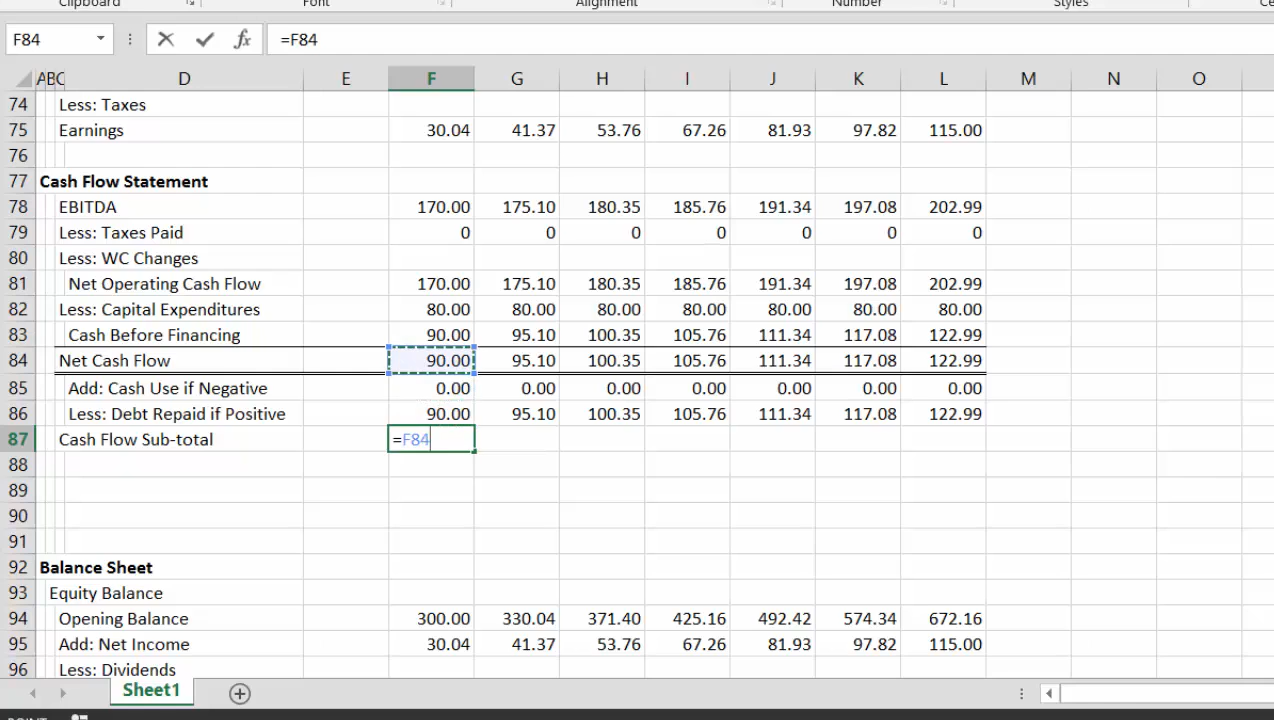 Clipboard Font Alignment Number Styles Ce
F84 fx =F84
A B C D E F G H I J K L M N O
74 Less: Taxes
75 Earnings 30.04 41.37 53.76 67.26 81.93 97.82 115.00
76
77 Cash Flow Statement
78 EBITDA 170.00 175.10 180.35 185.76 191.34 197.08 202.99
79 Less: Taxes Paid 0 0 0 0 0 0 0
80 Less: WC Changes
81 Net Operating Cash Flow 170.00 175.10 180.35 185.76 191.34 197.08 202.99
82 Less: Capital Expenditures 80.00 80.00 80.00 80.00 80.00 80.00 80.00
83 Cash Before Financing 90.00 95.10 100.35 105.76 111.34 117.08 122.99
84 Net Cash Flow 90.00 95.10 100.35 105.76 111.34 117.08 122.99
85 Add: Cash Use if Negative 0.00 0.00 0.00 0.00 0.00 0.00 0.00
86 Less: Debt Repaid if Positive 90.00 95.10 100.35 105.76 111.34 117.08 122.99
87 Cash Flow Sub-total =F84
88
89
90
91
92 Balance Sheet
93 Equity Balance
94 Opening Balance 300.00 330.04 371.40 425.16 492.42 574.34 672.16
95 Add: Net Income 30.04 41.37 53.76 67.26 81.93 97.82 115.00
96 Less: Dividends
Sheet1
POINT